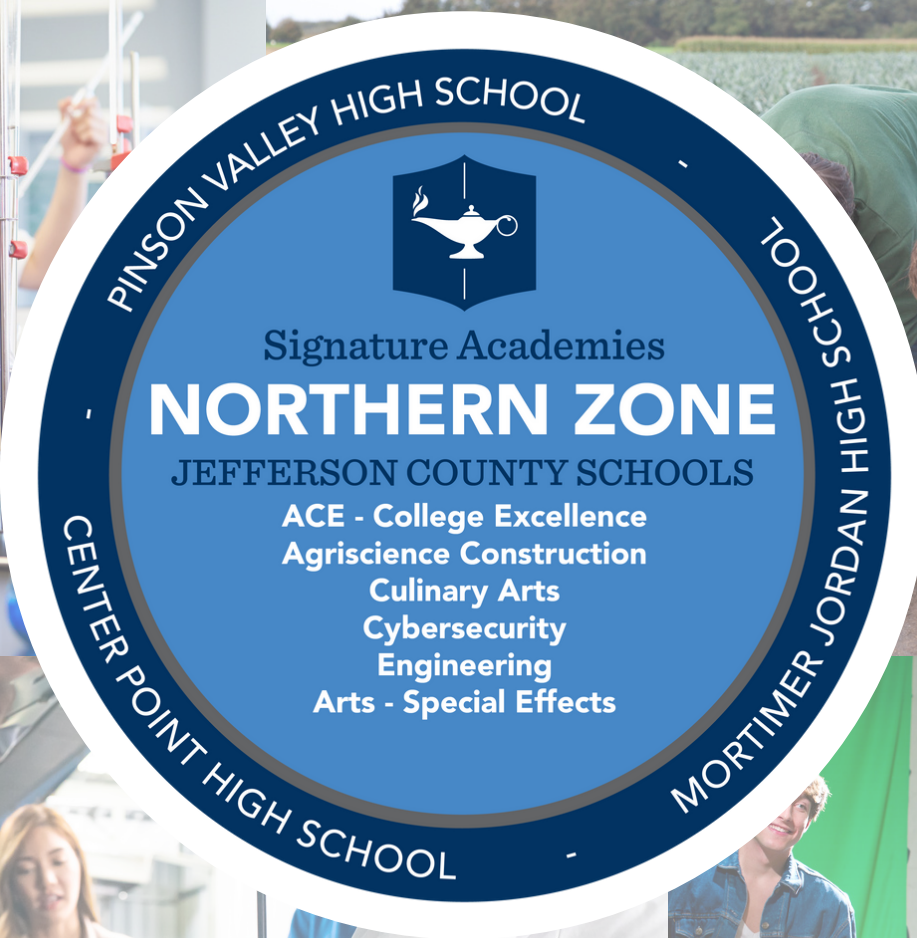 PINSON VALLEY HIGH SCHOOL
-
MORTIMER JORDAN HIGH SCHOOL
-
CENTER POINT HIGH SCHOOL
-
Signature Academies
NORTHERN ZONE
JEFFERSON COUNTY SCHOOLS
ACE - College Excellence
Agriscience Construction
Culinary Arts
Cybersecurity
Engineering
Arts - Special Effects